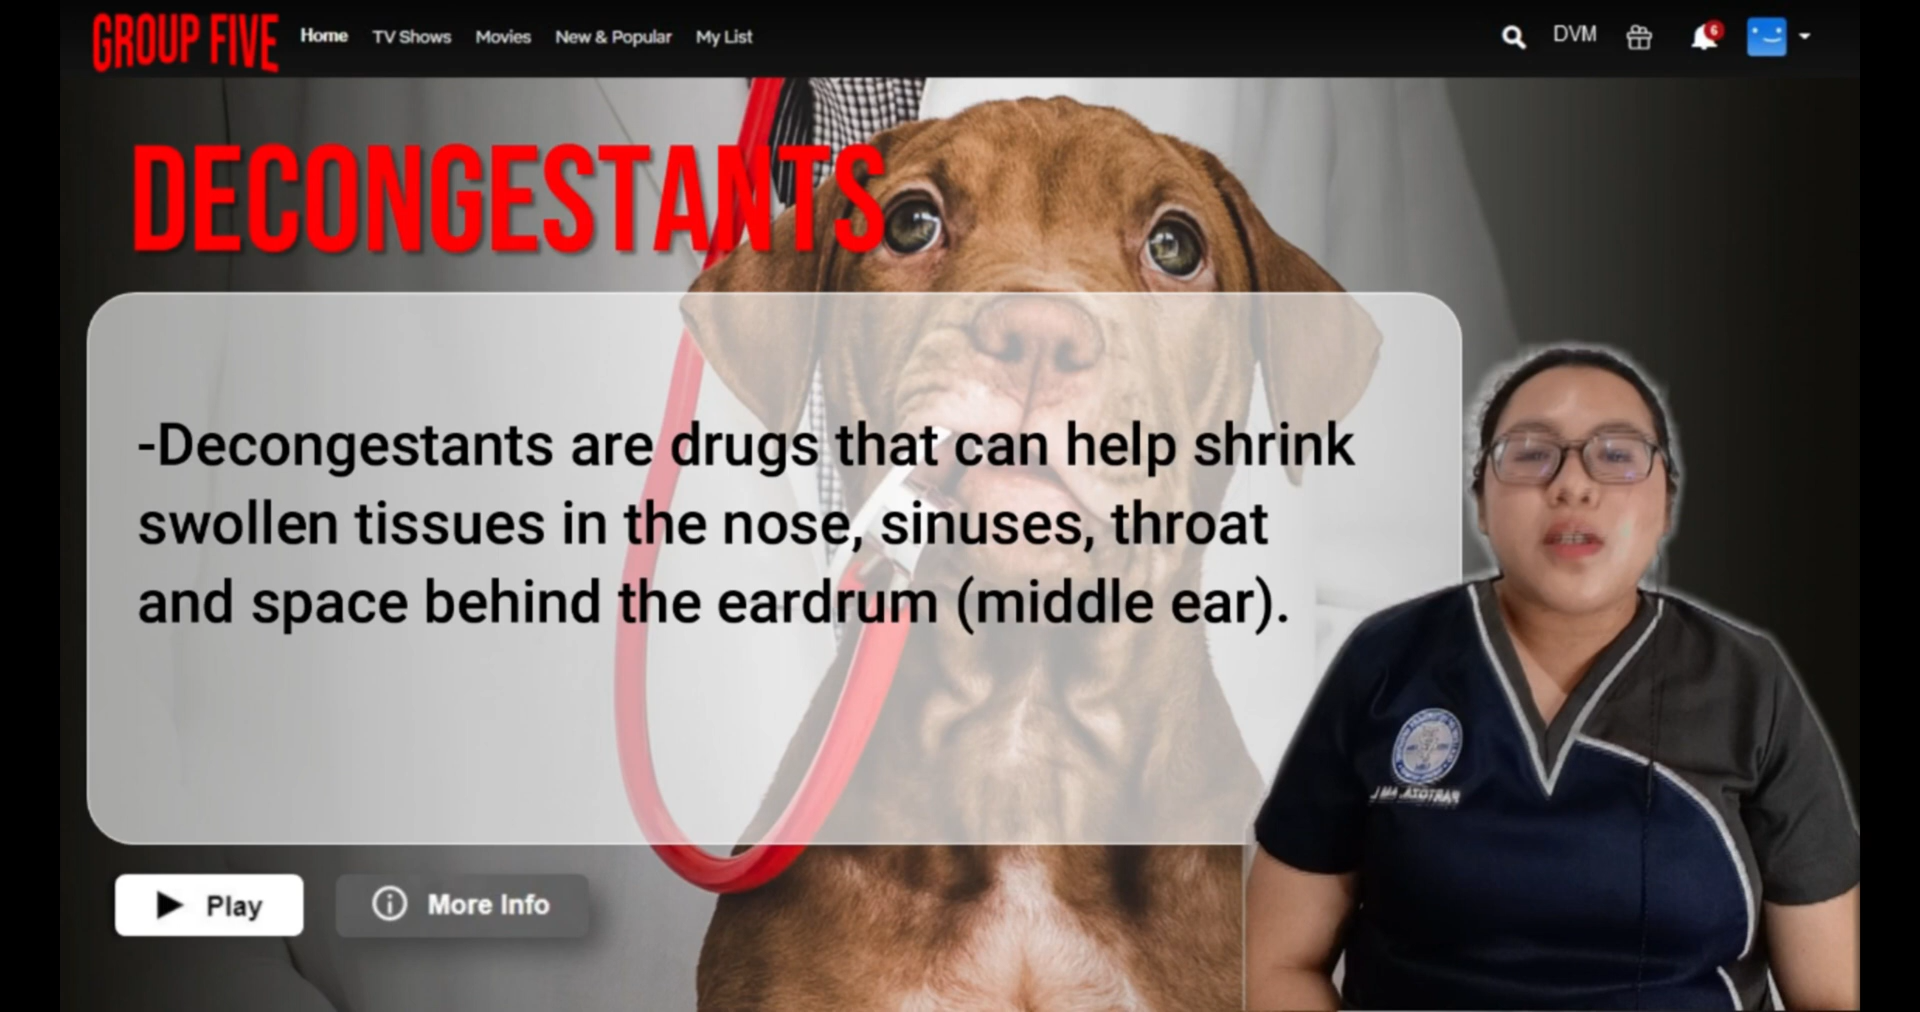 GROUP FIVE
Home TV Shows Movies New & Popular My List
DVM
6
DECONGESTANTS
-Decongestants are drugs that can help shrink
swollen tissues in the nose, sinuses, throat
and space behind the eardrum (middle ear).
Play
More Info